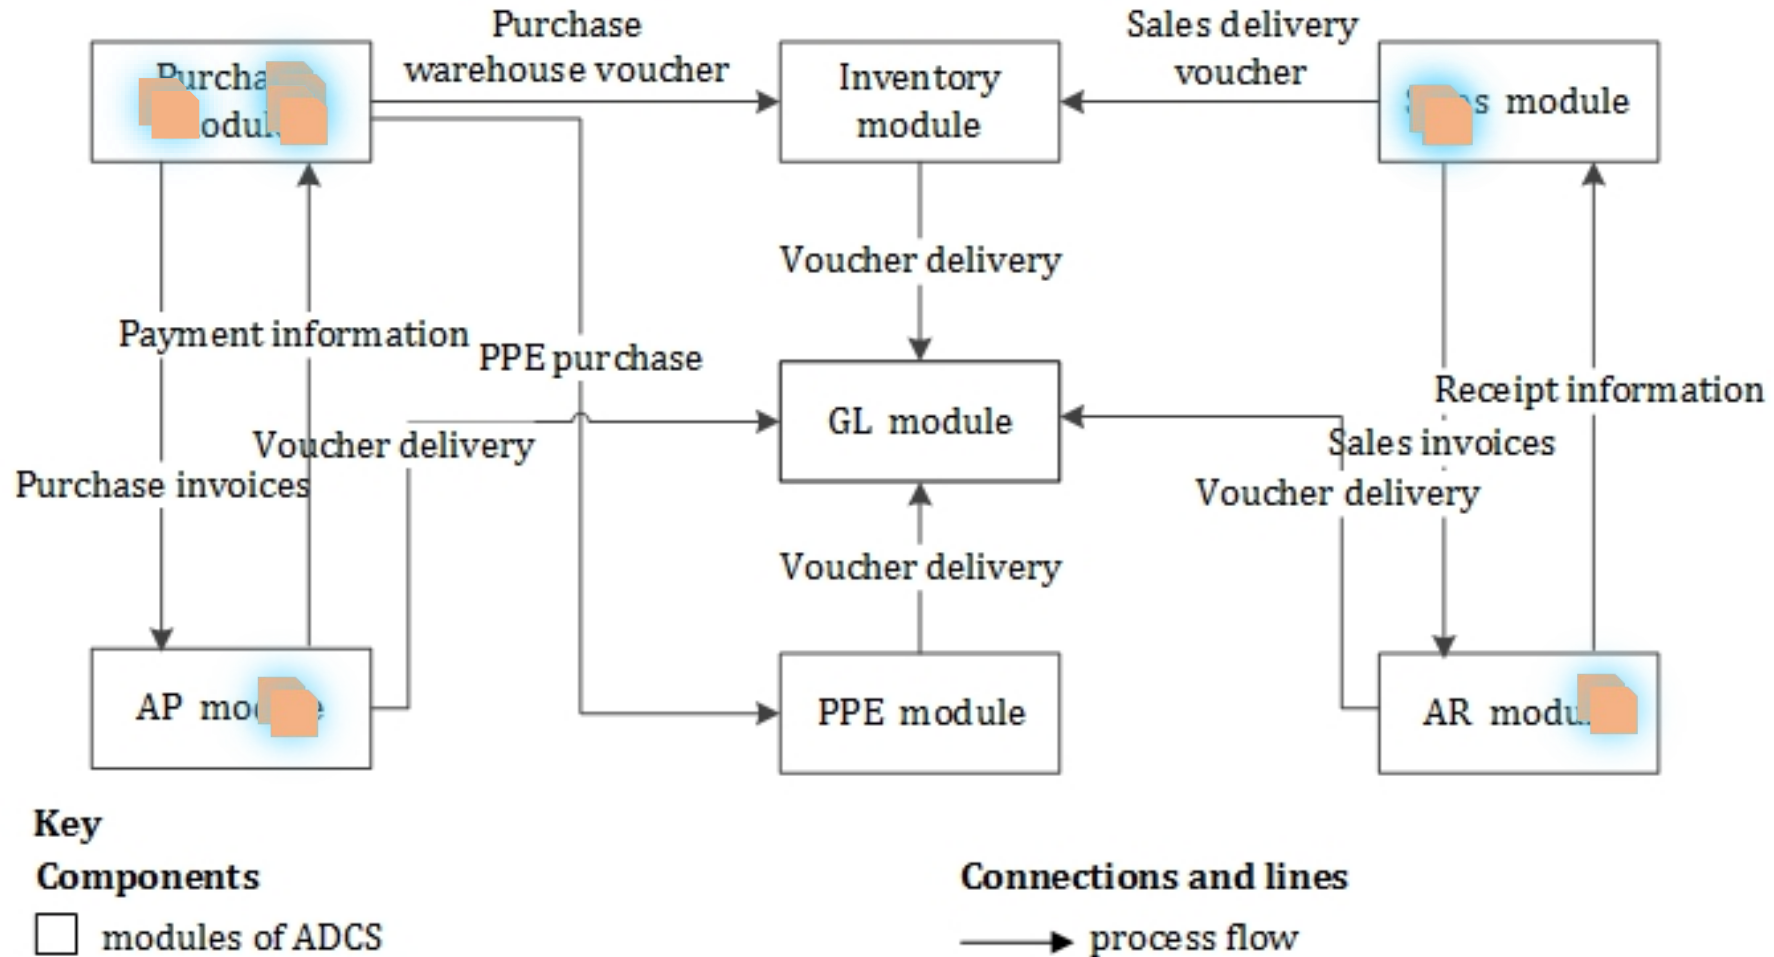 Purchase
warehouse voucher
Sales delivery
voucher
Inventory
module
module
Voucher delivery
Payment information
PPE purchase
Receipt information
GL module
Voucher delivery
Sales invoices
Purchase invoices
Voucher delivery
Voucher delivery
AP
PPE module
AR
Key
Components
Connections and lines
modules of ADCS
process flow